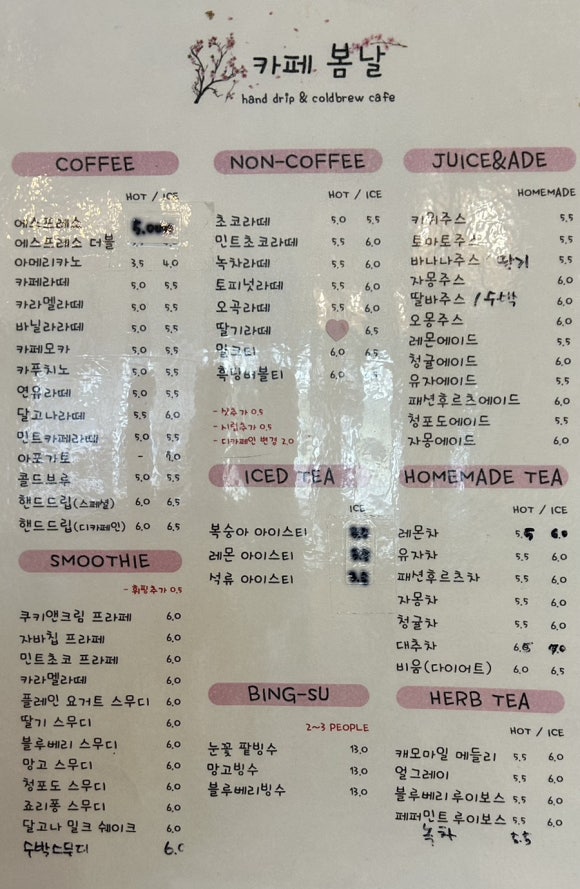 카페 봄날
hand drip & coldbrew cafe
COFFEE
HOT / ICE
에스프레소
에스프레소 더블
아메리카노 3.5 4.0
카페라떼 5.0 5.5
카라멜라떼 5.0 5.5
바닐라라떼 5.0 5.5
카페모카 5.0 5.5
카푸치노 5.0 5.5
연유라떼 5.0 5.5
달고나라떼 5.5 6.0
민트카페라떼 5.0 5.5
아포가토 -
콜드브루 5.0 5.5
핸드드립(스페셜) 6.0 6.5
핸드드립(디카페인) 6.0 6.5
SMOOTHIE
- 휘핑추가 0.5
쿠키앤크림 프라페 6.0
자바칩 프라페 6.0
민트초코 프라페 6.0
카라멜라떼 6.0
플레인 요거트 스무디 6.0
딸기 스무디 6.0
블루베리 스무디 6.0
망고 스무디 6.0
청포도 스무디 6.0
죠리퐁 스무디 6.0
달고나 밀크 쉐이크 6.0
수박스무디 6.0
NON-COFFEE
HOT / ICE
초코라떼 5.0 5.5
민트초코라떼 5.5 6.0
녹차라떼 5.5 6.0
토피넛라떼 5.5 6.0
오곡라떼 5.5 6.0
딸기라떼 6.5
밀크티 6.0 6.5
흑당버블티 6.0
- 샷추가 0.5
- 시럽추가 0.5
- 디카페인 변경 2.0
ICED TEA
ICE
복숭아 아이스티
레몬 아이스티
석류 아이스티
BING-SU
2~3 PEOPLE
눈꽃 팥빙수 13.0
망고빙수 13.0
블루베리빙수 13.0
JUICE&ADE
HOMEMADE
키위주스 5.5
토마토주스 5.5
바나나주스 딸기 5.5
자몽주스 6.0
딸바주스 / 수박 6.0
오몽주스 6.0
레몬에이드 5.5
청귤에이드 6.0
유자에이드 5.5
패션후르츠에이드 6.0
청포도에이드 5.5
자몽에이드 6.0
HOMEMADE TEA
HOT / ICE
레몬차 5.5 6.0
유자차 5.5 6.0
패션후르츠차 5.5 6.0
자몽차 5.5 6.0
청귤차 5.5 6.0
대추차 6.5 7.0
비움(다이어트) 6.0 6.5
HERB TEA
HOT / ICE
캐모마일 메들리 5.5 6.0
얼그레이 5.5 6.0
블루베리 루이보스 5.5 6.0
페퍼민트 루이보스 5.5 6.0
녹차 5.5